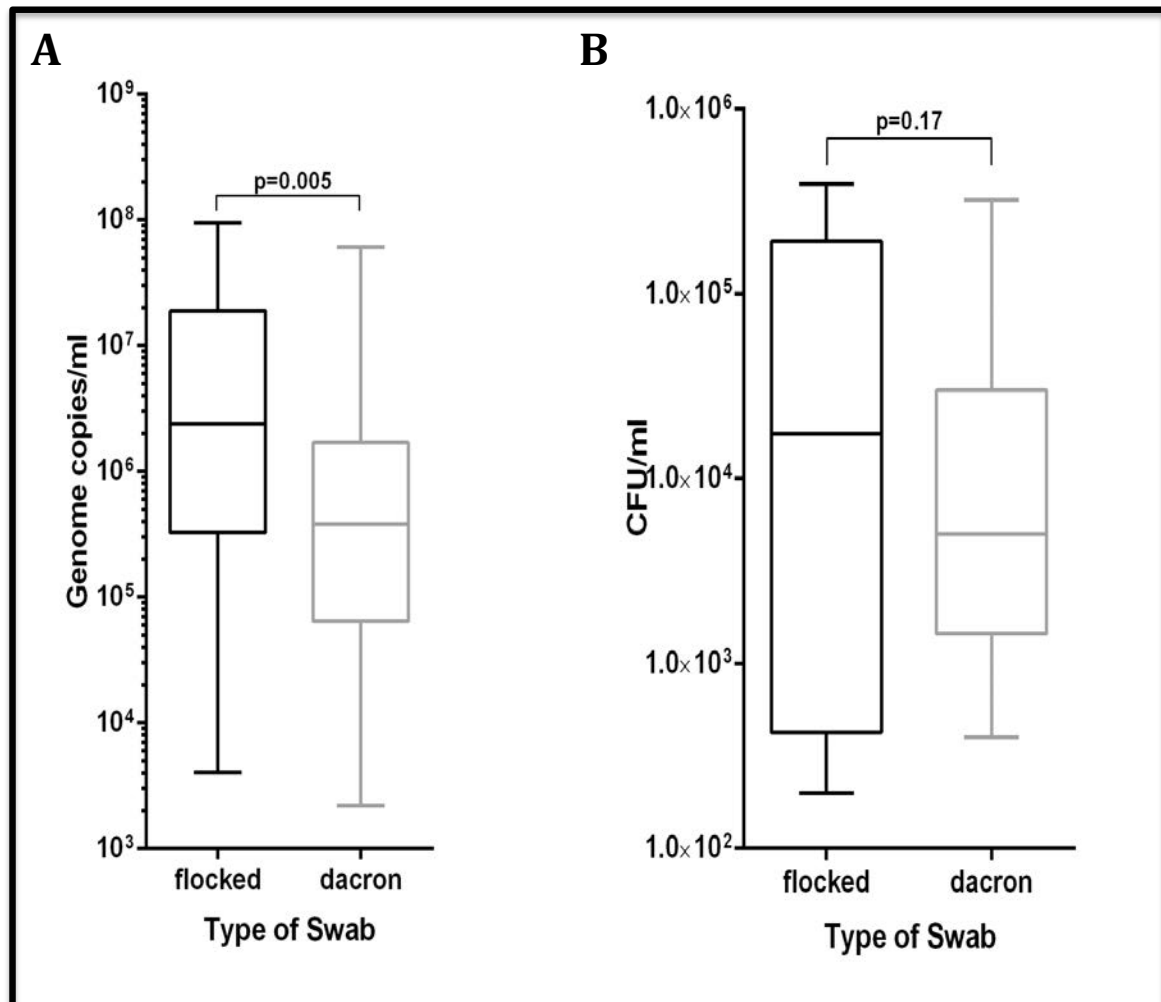 A
B
10⁹
10⁸
10⁷
10⁶
10⁵
10⁴
10³
Genome copies/ml
p=0.005
flocked
dacron
Type of Swab
1.0×10⁶
1.0×10⁵
1.0×10⁴
1.0×10³
1.0×10²
CFU/ml
p=0.17
flocked
dacron
Type of Swab